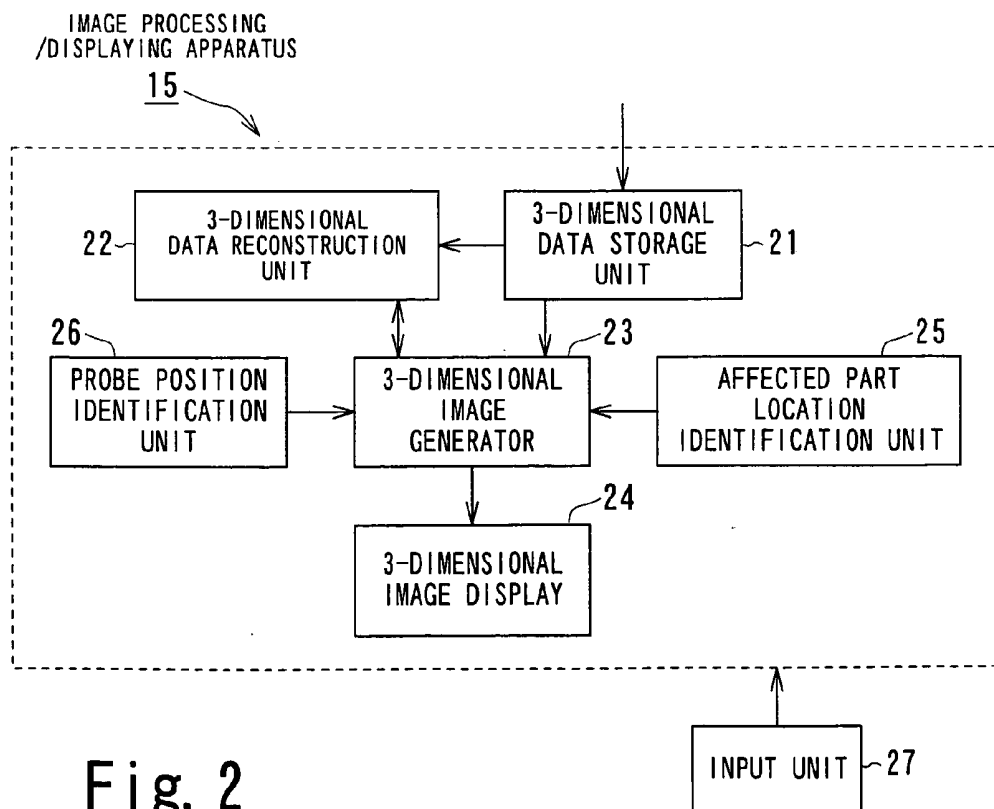 IMAGE PROCESSING
/DISPLAYING APPARATUS
15
3-DIMENSIONAL
DATA RECONSTRUCTION
UNIT
22
3-DIMENSIONAL
DATA STORAGE
UNIT
21
26
PROBE POSITION
IDENTIFICATION
UNIT
23
3-DIMENSIONAL
IMAGE
GENERATOR
25
AFFECTED PART
LOCATION
IDENTIFICATION UNIT
24
3-DIMENSIONAL
IMAGE DISPLAY
INPUT UNIT
27
Fig. 2